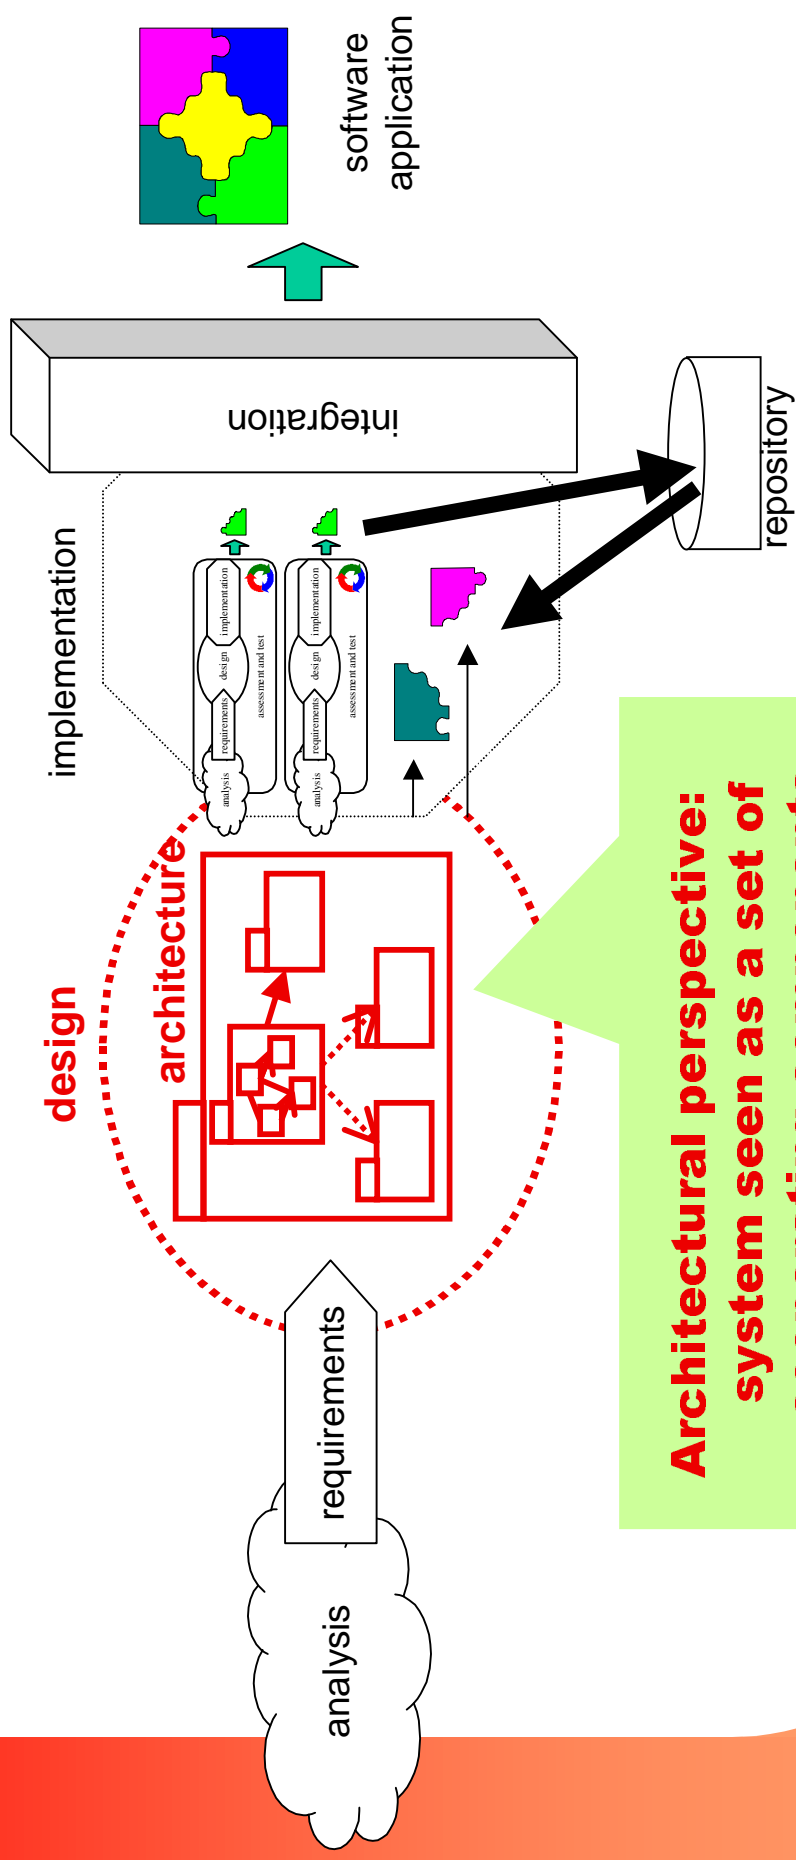 design
architecture
implementation
software
application
analysis
requirements
integration
analysis
requirements
design
implementation
assessment and test
analysis
requirements
design
implementation
assessment and test
repository
Architectural perspective:
system seen as a set of